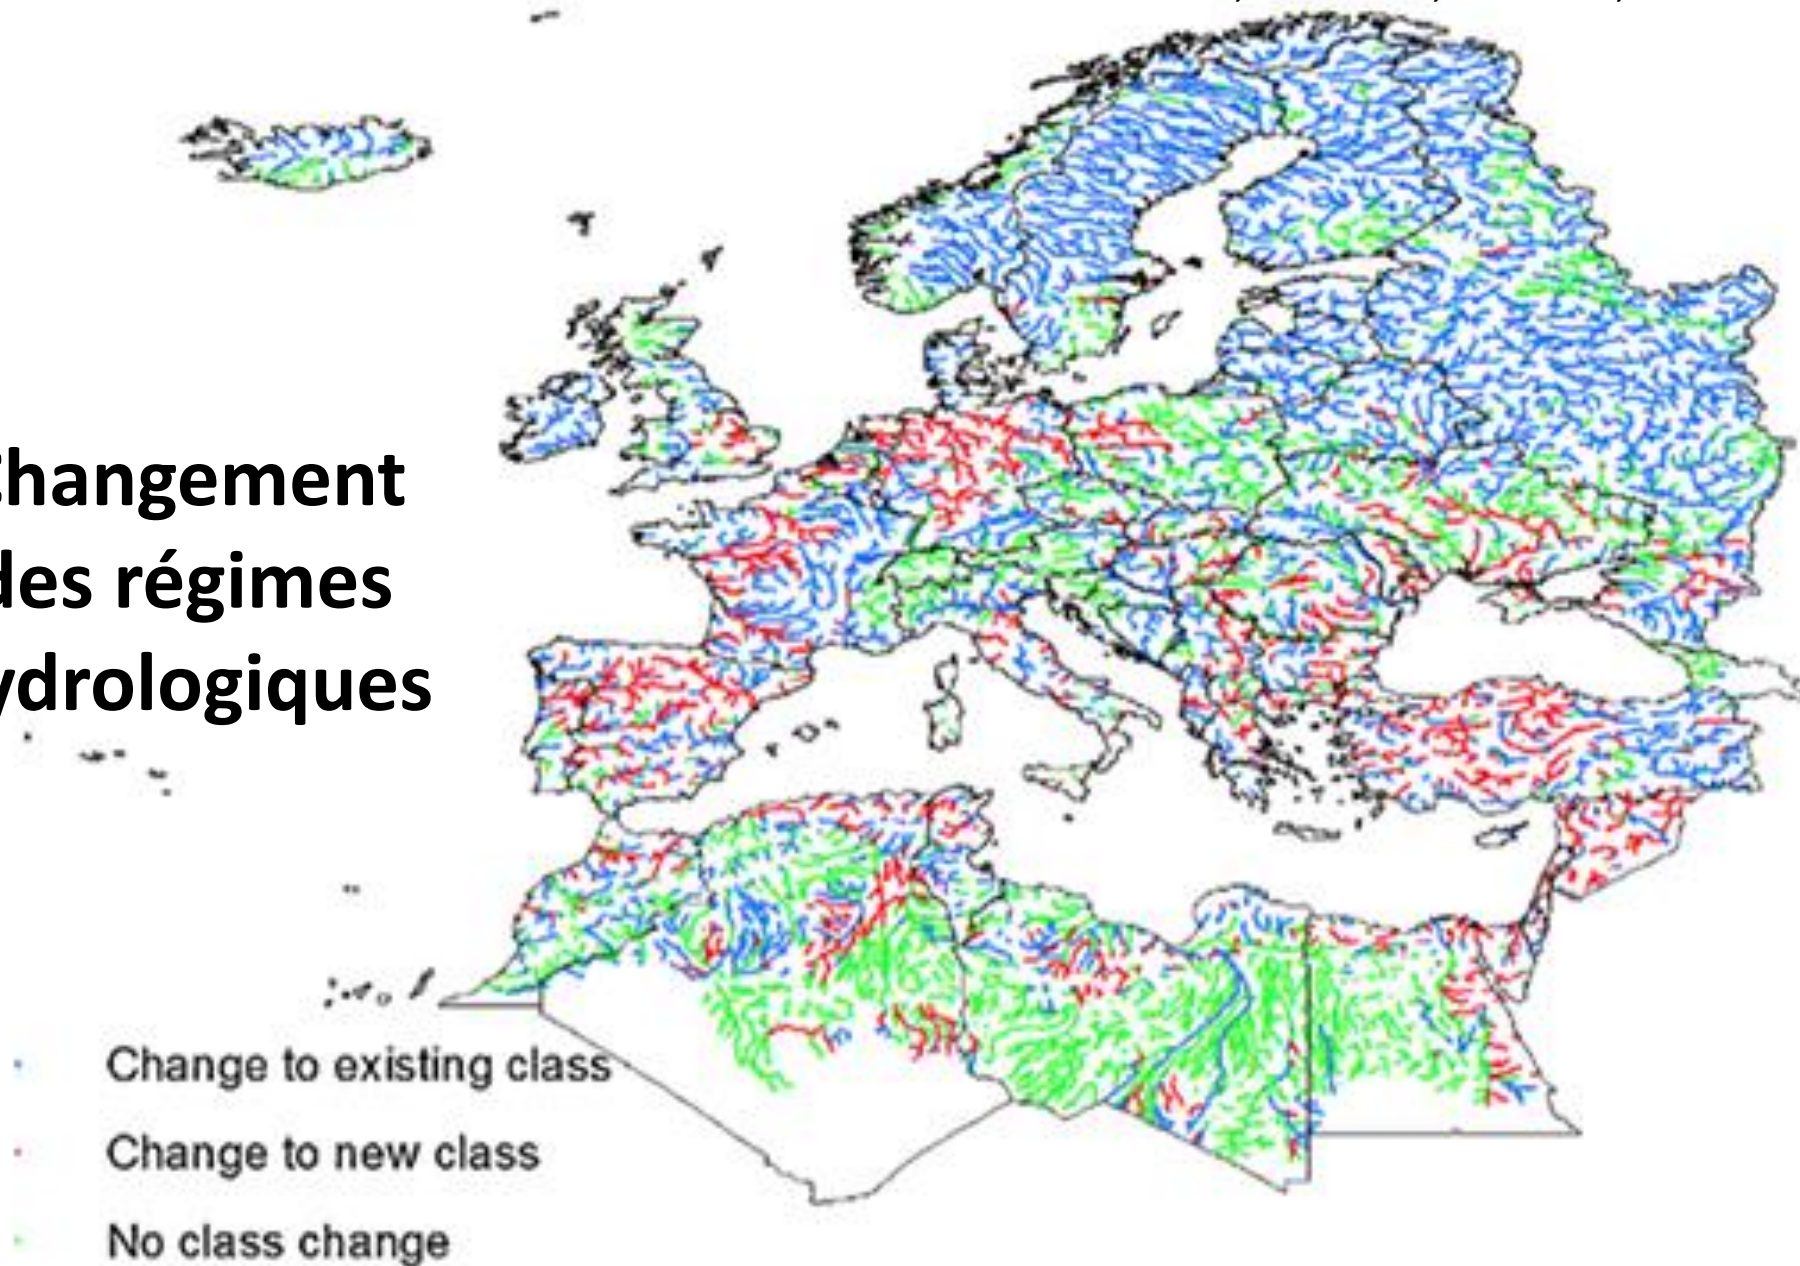 hangement
des régimes
ydrologiques
Change to existing class
Change to new class
No class change